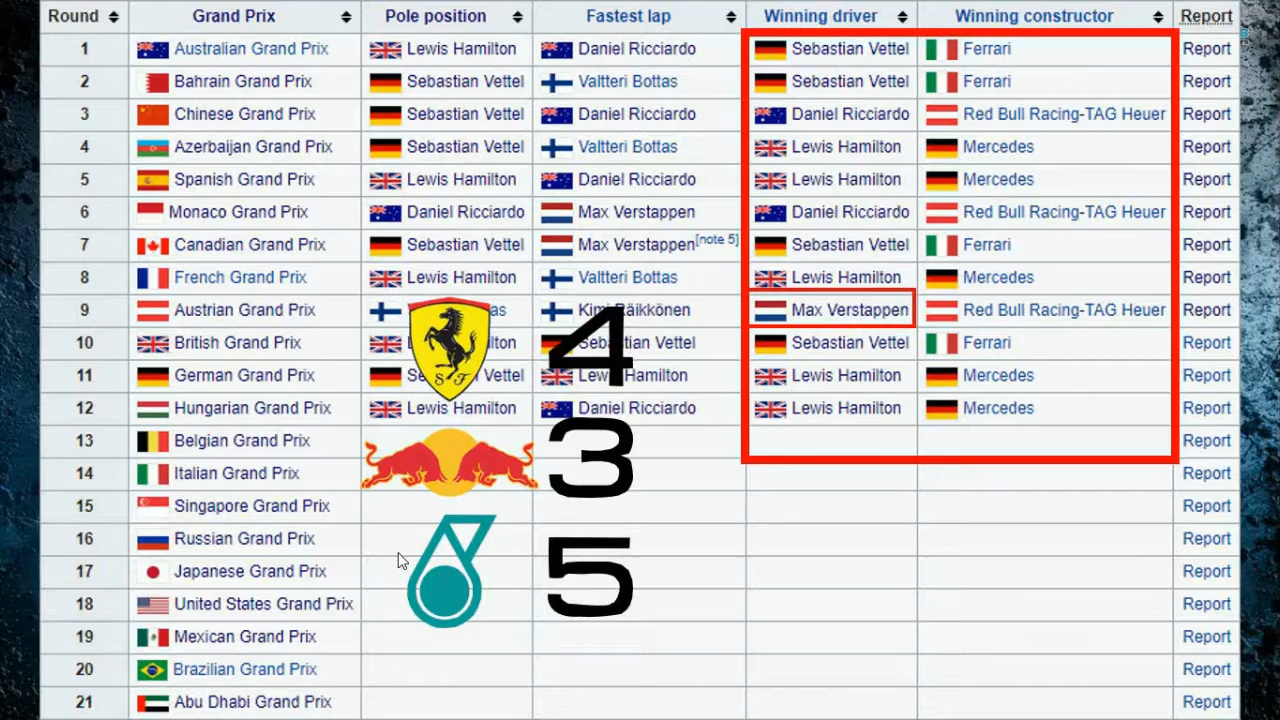 Round Grand Prix Pole position Fastest lap Winning driver Winning constructor Report
1 Australian Grand Prix Lewis Hamilton Daniel Ricciardo Sebastian Vettel Ferrari Report
2 Bahrain Grand Prix Sebastian Vettel Valtteri Bottas Sebastian Vettel Ferrari Report
3 Chinese Grand Prix Sebastian Vettel Daniel Ricciardo Daniel Ricciardo Red Bull Racing-TAG Heuer Report
4 Azerbaijan Grand Prix Sebastian Vettel Valtteri Bottas Lewis Hamilton Mercedes Report
5 Spanish Grand Prix Lewis Hamilton Daniel Ricciardo Lewis Hamilton Mercedes Report
6 Monaco Grand Prix Daniel Ricciardo Max Verstappen Daniel Ricciardo Red Bull Racing-TAG Heuer Report
7 Canadian Grand Prix Sebastian Vettel Max Verstappen[note 5] Sebastian Vettel Ferrari Report
8 French Grand Prix Lewis Hamilton Valtteri Bottas Lewis Hamilton Mercedes Report
9 Austrian Grand Prix Kimi Räikkönen Max Verstappen Red Bull Racing-TAG Heuer Report
10 British Grand Prix Sebastian Vettel Sebastian Vettel Ferrari Report
11 German Grand Prix Vettel Lewis Hamilton Lewis Hamilton Mercedes Report
12 Hungarian Grand Prix Lewis Hamilton Daniel Ricciardo Lewis Hamilton Mercedes Report
13 Belgian Grand Prix Report
14 Italian Grand Prix Report
15 Singapore Grand Prix Report
16 Russian Grand Prix Report
17 Japanese Grand Prix Report
18 United States Grand Prix Report
19 Mexican Grand Prix Report
20 Brazilian Grand Prix Report
21 Abu Dhabi Grand Prix Report
S F
4
3
5